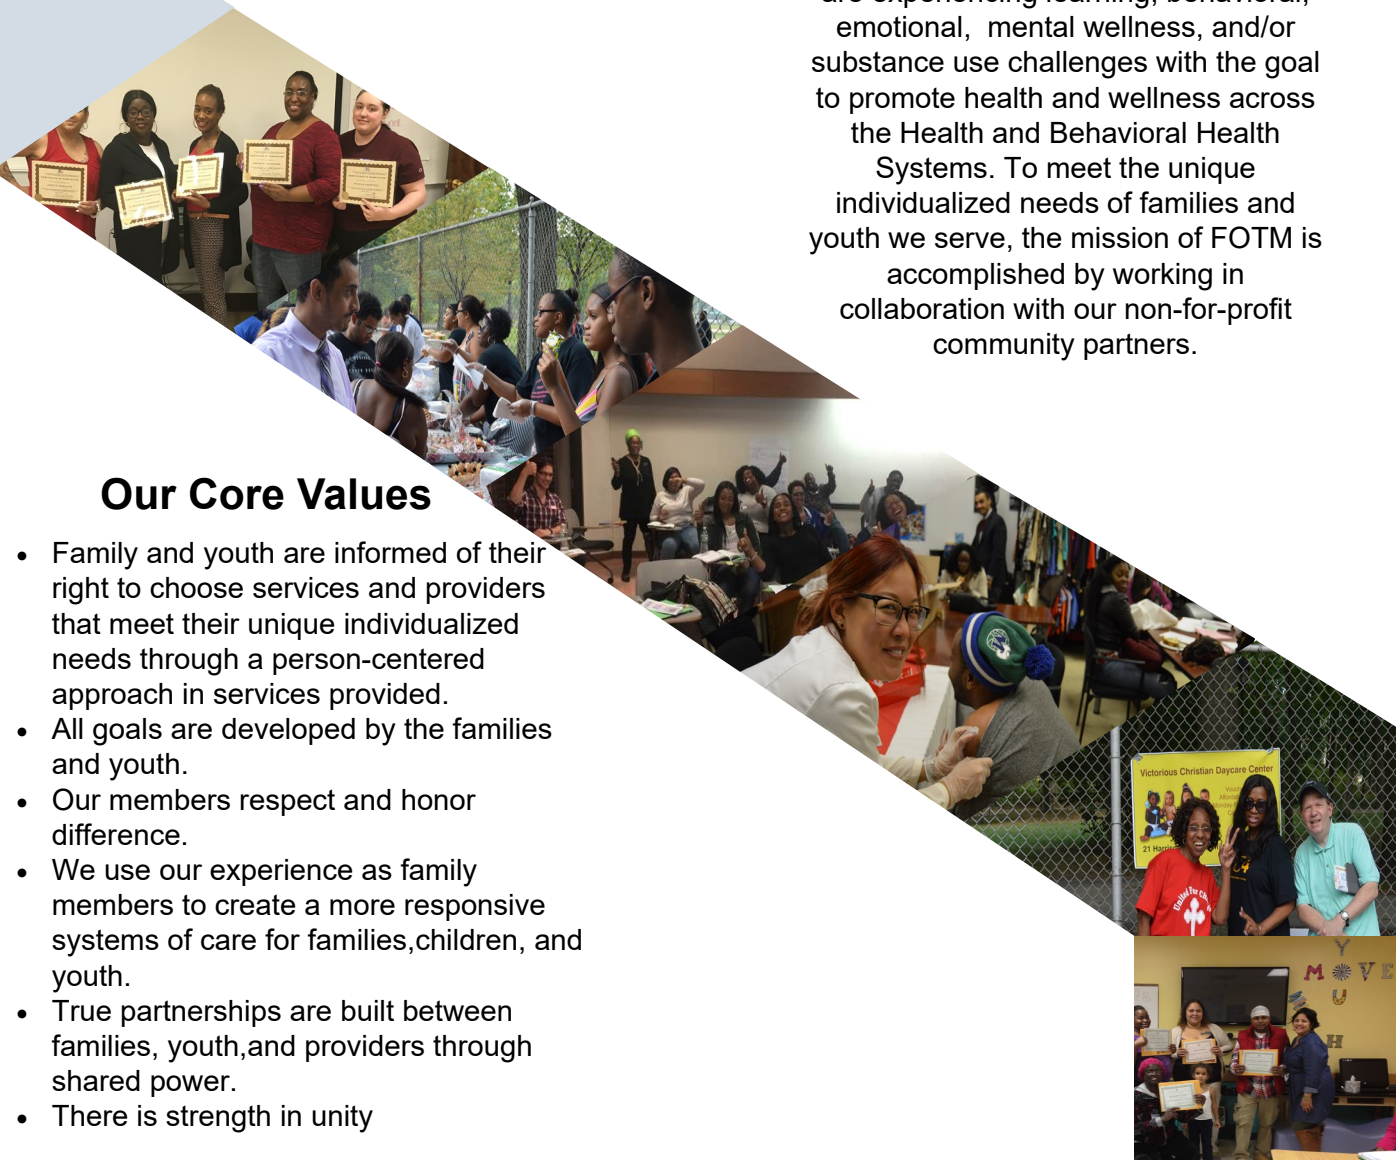 emotional, mental wellness, and/or
substance use challenges with the goal
to promote health and wellness across
the Health and Behavioral Health
Systems. To meet the unique
individualized needs of families and
youth we serve, the mission of FOTM is
accomplished by working in
collaboration with our non-for-profit
community partners.
Our Core Values
• Family and youth are informed of their
right to choose services and providers
that meet their unique individualized
needs through a person-centered
approach in services provided.
• All goals are developed by the families
and youth.
• Our members respect and honor
difference.
• We use our experience as family
members to create a more responsive
systems of care for families,children, and
youth.
• True partnerships are built between
families, youth,and providers through
shared power.
• There is strength in unity
Victorious Christian Daycare Center
21
United For
YOUTH
MOVE